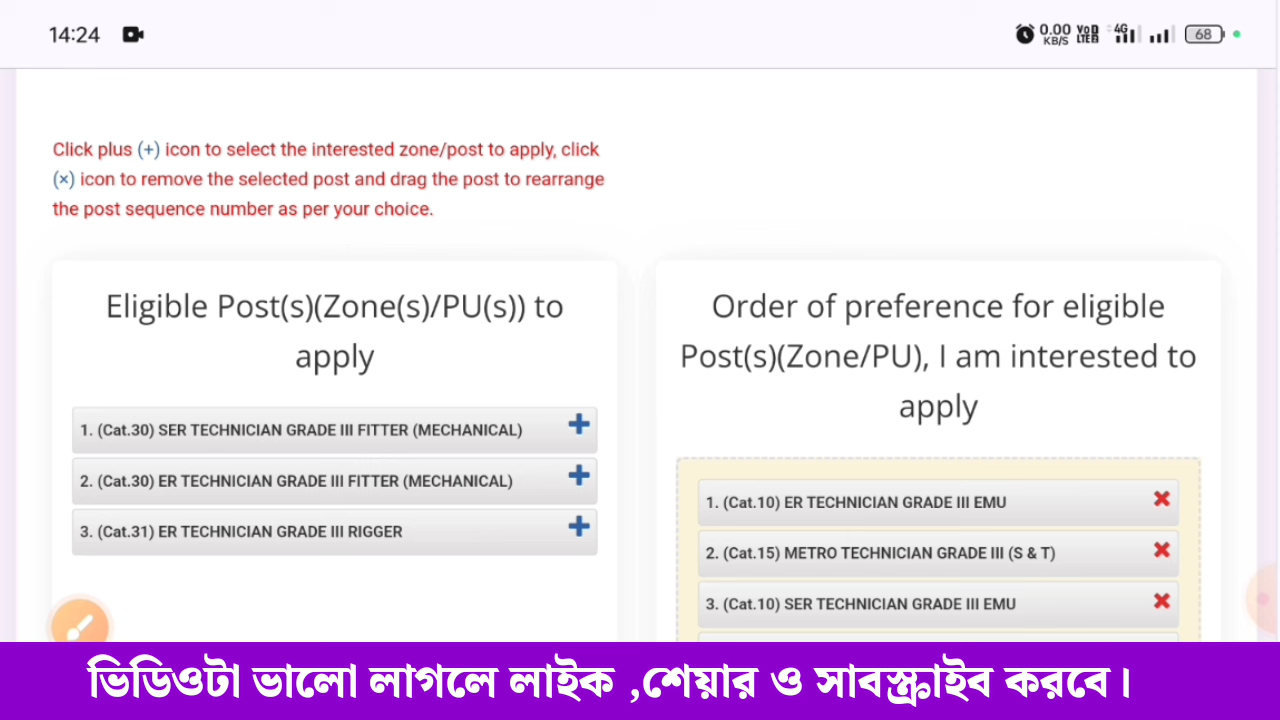 14:24
0.00 KB/S
VoD LTE
4G
68
Click plus (+) icon to select the interested zone/post to apply, click
(×) icon to remove the selected post and drag the post to rearrange
the post sequence number as per your choice.
Eligible Post(s)(Zone(s)/PU(s)) to
apply
1. (Cat.30) SER TECHNICIAN GRADE III FITTER (MECHANICAL)
2. (Cat.30) ER TECHNICIAN GRADE III FITTER (MECHANICAL)
3. (Cat.31) ER TECHNICIAN GRADE III RIGGER
Order of preference for eligible
Post(s)(Zone/PU), I am interested to
apply
1. (Cat.10) ER TECHNICIAN GRADE III EMU
2. (Cat.15) METRO TECHNICIAN GRADE III (S & T)
3. (Cat.10) SER TECHNICIAN GRADE III EMU
ভিডিওটা ভালো লাগলে লাইক ,শেয়ার ও সাবস্ক্রাইব করবে।